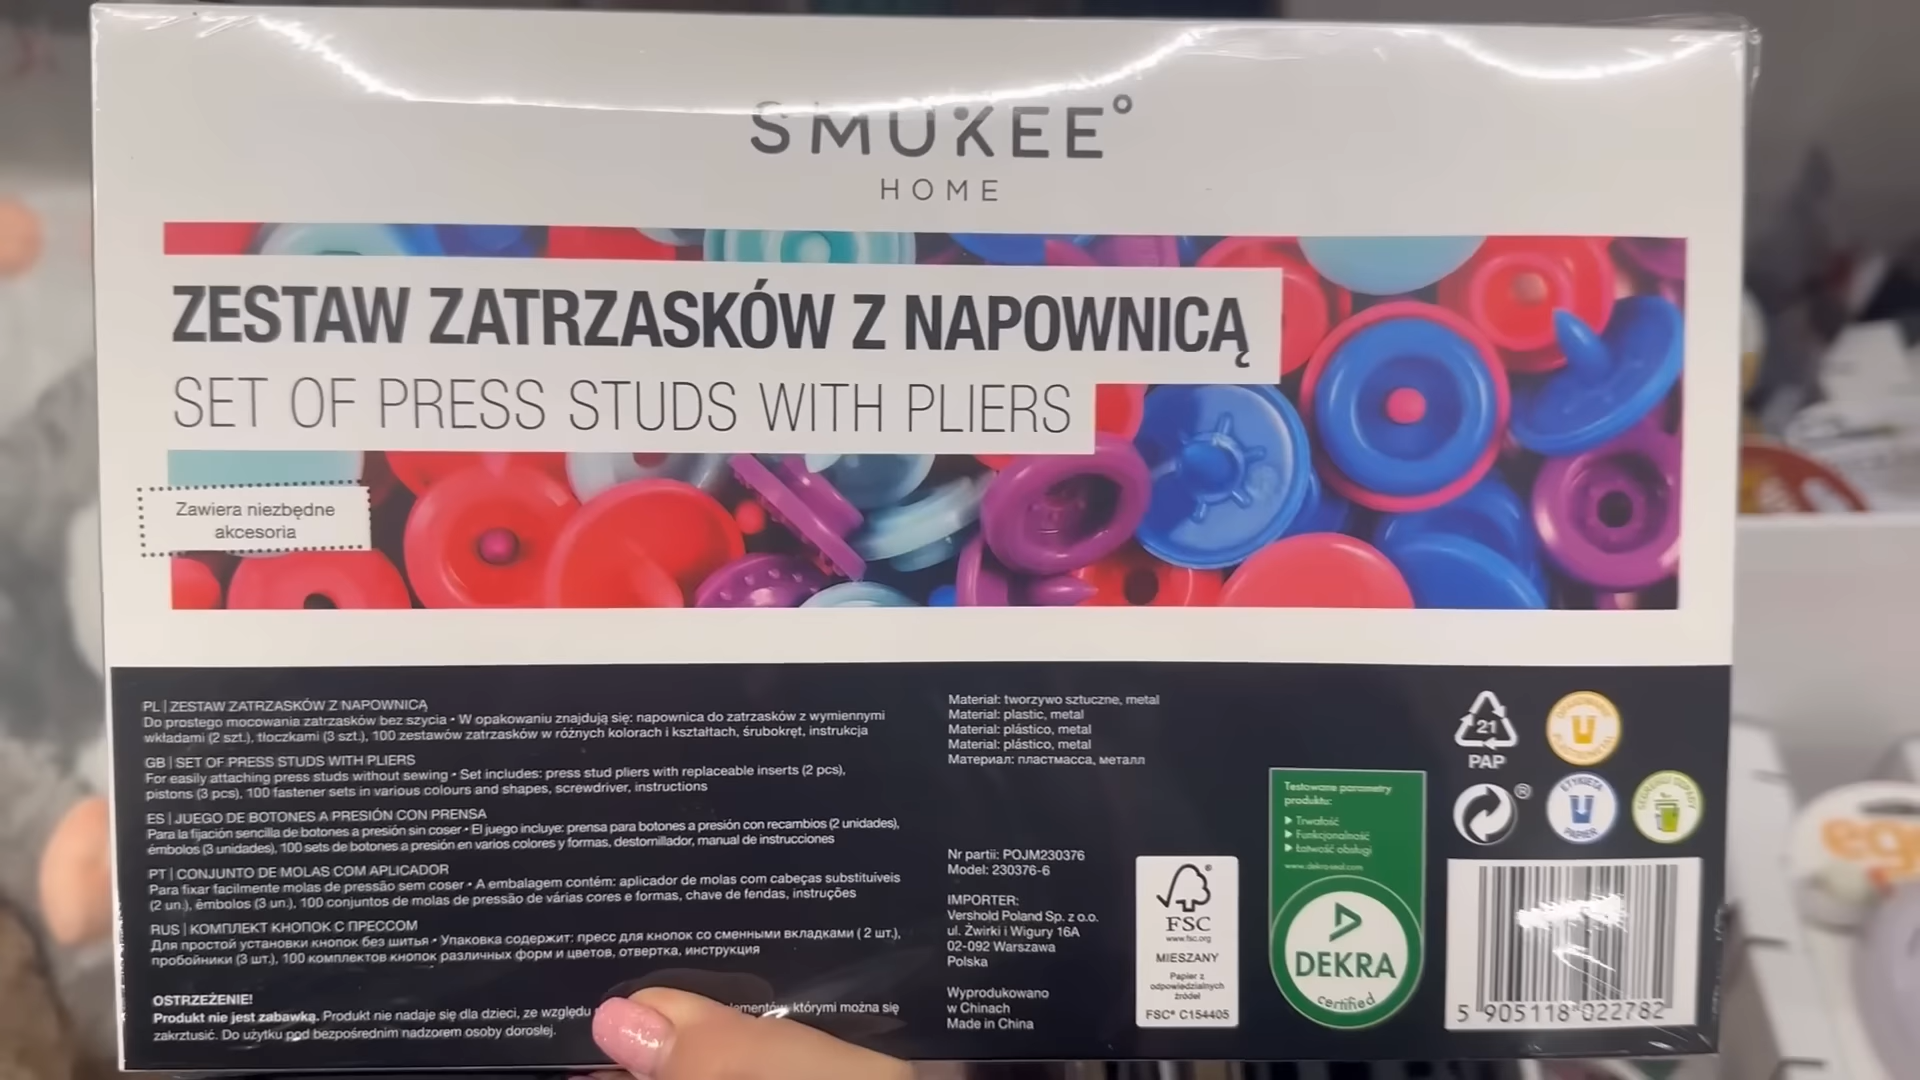 SMUKEE°
HOME
ZESTAW ZATRZASKÓW Z NAPOWNICĄ
SET OF PRESS STUDS WITH PLIERS
Zawiera niezbędne
akcesoria
PL | ZESTAW ZATRZASKÓW Z NAPOWNICĄ
Do prostego mocowania zatrzasków bez szycia • W opakowaniu znajdują się: napownica do zatrzasków z wymiennymi
wkładami (2 szt.), tłoczkami (3 szt.), 100 zestawów zatrzasków w różnych kolorach i kształtach, śrubokręt, instrukcja
GB | SET OF PRESS STUDS WITH PLIERS
For easily attaching press studs without sewing • Set includes: press stud pliers with replaceable inserts (2 pcs),
pistons (3 pcs), 100 fastener sets in various colours and shapes, screwdriver, instructions
ES | JUEGO DE BOTONES A PRESIÓN CON PRENSA
Para la fijación sencilla de botones a presión sin coser • El juego incluye: prensa para botones a presión con recambios (2 unidades),
émbolos (3 unidades), 100 sets de botones a presión en varios colores y formas, destornillador, manual de instrucciones
PT | CONJUNTO DE MOLAS COM APLICADOR
Para fixar facilmente molas de pressão sem coser • A embalagem contém: aplicador de molas com cabeças substituíveis
(2 un.), êmbolos (3 un.), 100 conjuntos de molas de pressão de várias cores e formas, chave de fendas, instruções
RUS | КОМПЛЕКТ КНОПОК С ПРЕССОМ
Для простой установки кнопок без шитья • Упаковка содержит: пресс для кнопок со сменными вкладками ( 2 шт.),
пробойники (3 шт.), 100 комплектов кнопок различных форм и цветов, отвертка, инструкция
OSTRZEŻENIE!
Produkt nie jest zabawką. Produkt nie nadaje się dla dzieci, ze względu którymi można się
zakrztusić. Do użytku pod bezpośrednim nadzorem osoby dorosłej.
Materiał: tworzywo sztuczne, metal
Material: plastic, metal
Material: plástico, metal
Material: plástico, metal
Материал: пластмасса, металл
Nr partii: POJM230376
Model: 230376-6
IMPORTER:
Vershold Poland Sp. z o.o.
ul. Żwirki i Wigury 16A
02-092 Warszawa
Polska
Wyprodukowano
w Chinach
Made in China
FSC
www.fsc.org
MIESZANY
Papier z
odpowiedzialnych
źródeł
FSC® C154405
Testowane parametry
produktu:
Trwałość
Funkcjonalność
Łatwość obsługi
www.dekra-seal.com
DEKRA
certified
21
PAP
®
ETYKIETA
PAPIER
SEGREGUJ ODPADY
5 905118 022782